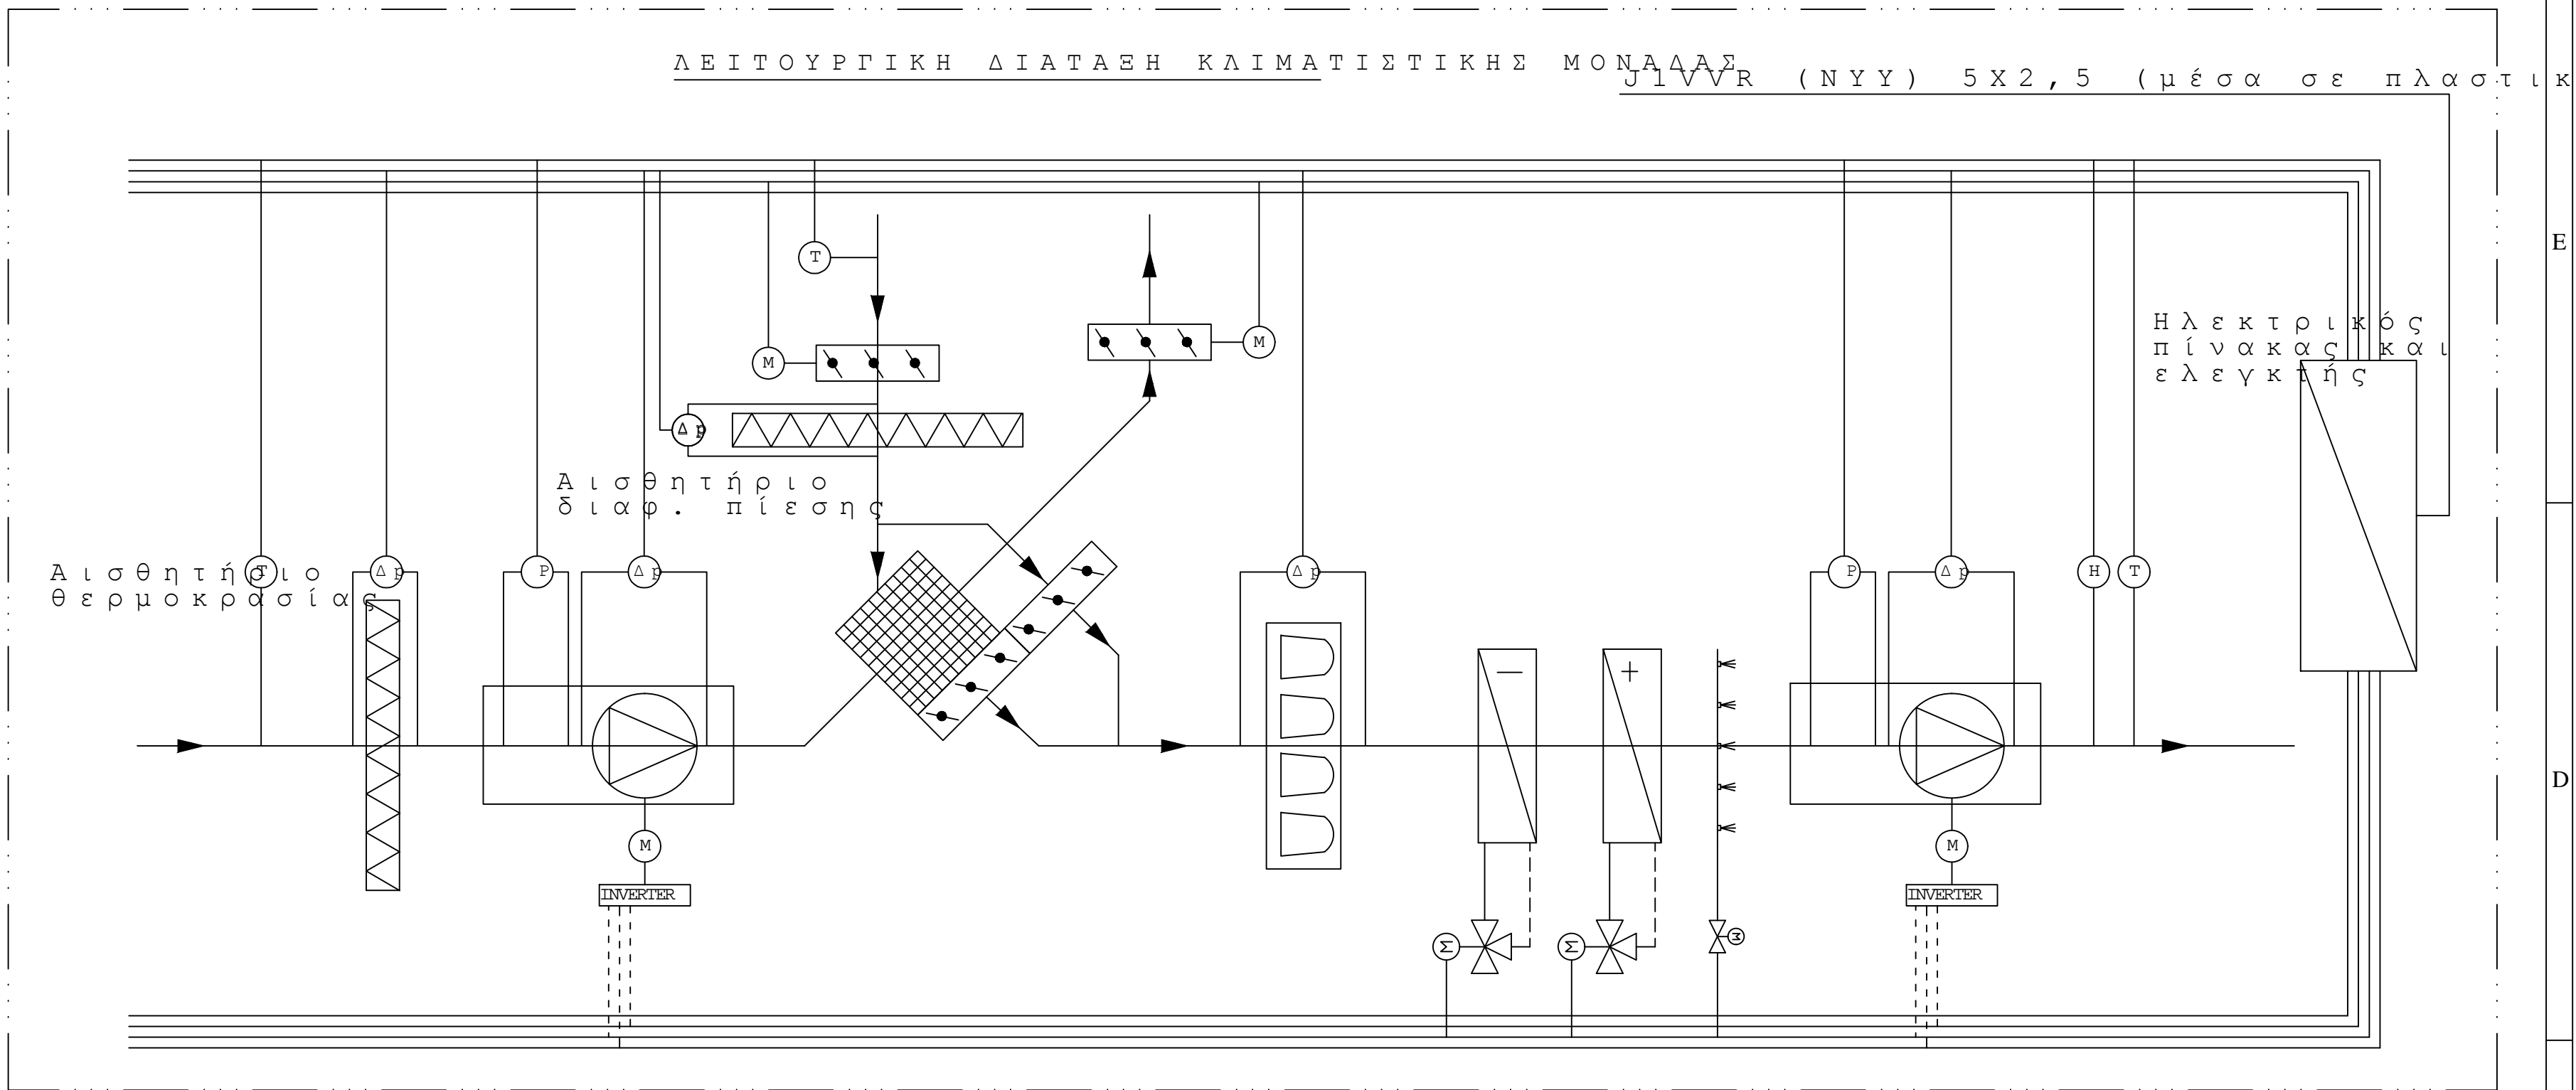 ΛΕΙΤΟΥΡΓΙΚΗ ΔΙΑΤΑΞΗ ΚΛΙΜΑΤΙΣΤΙΚΗΣ ΜΟΝΑΔΑΣ
J1VVR (NYY) 5X2,5 (μέσα σε πλαστικ
E
T
M
M
Ηλεκτρικός
πίνακας και
ελεγκτής
Δp
Αισθητήριο
διαφ. πίεσης
Αισθητήριο
θερμοκρασίας
T
Δp
P
Δp
Δp
P
Δp
H
T
D
M
M
INVERTER
INVERTER
Σ
Σ
Σ